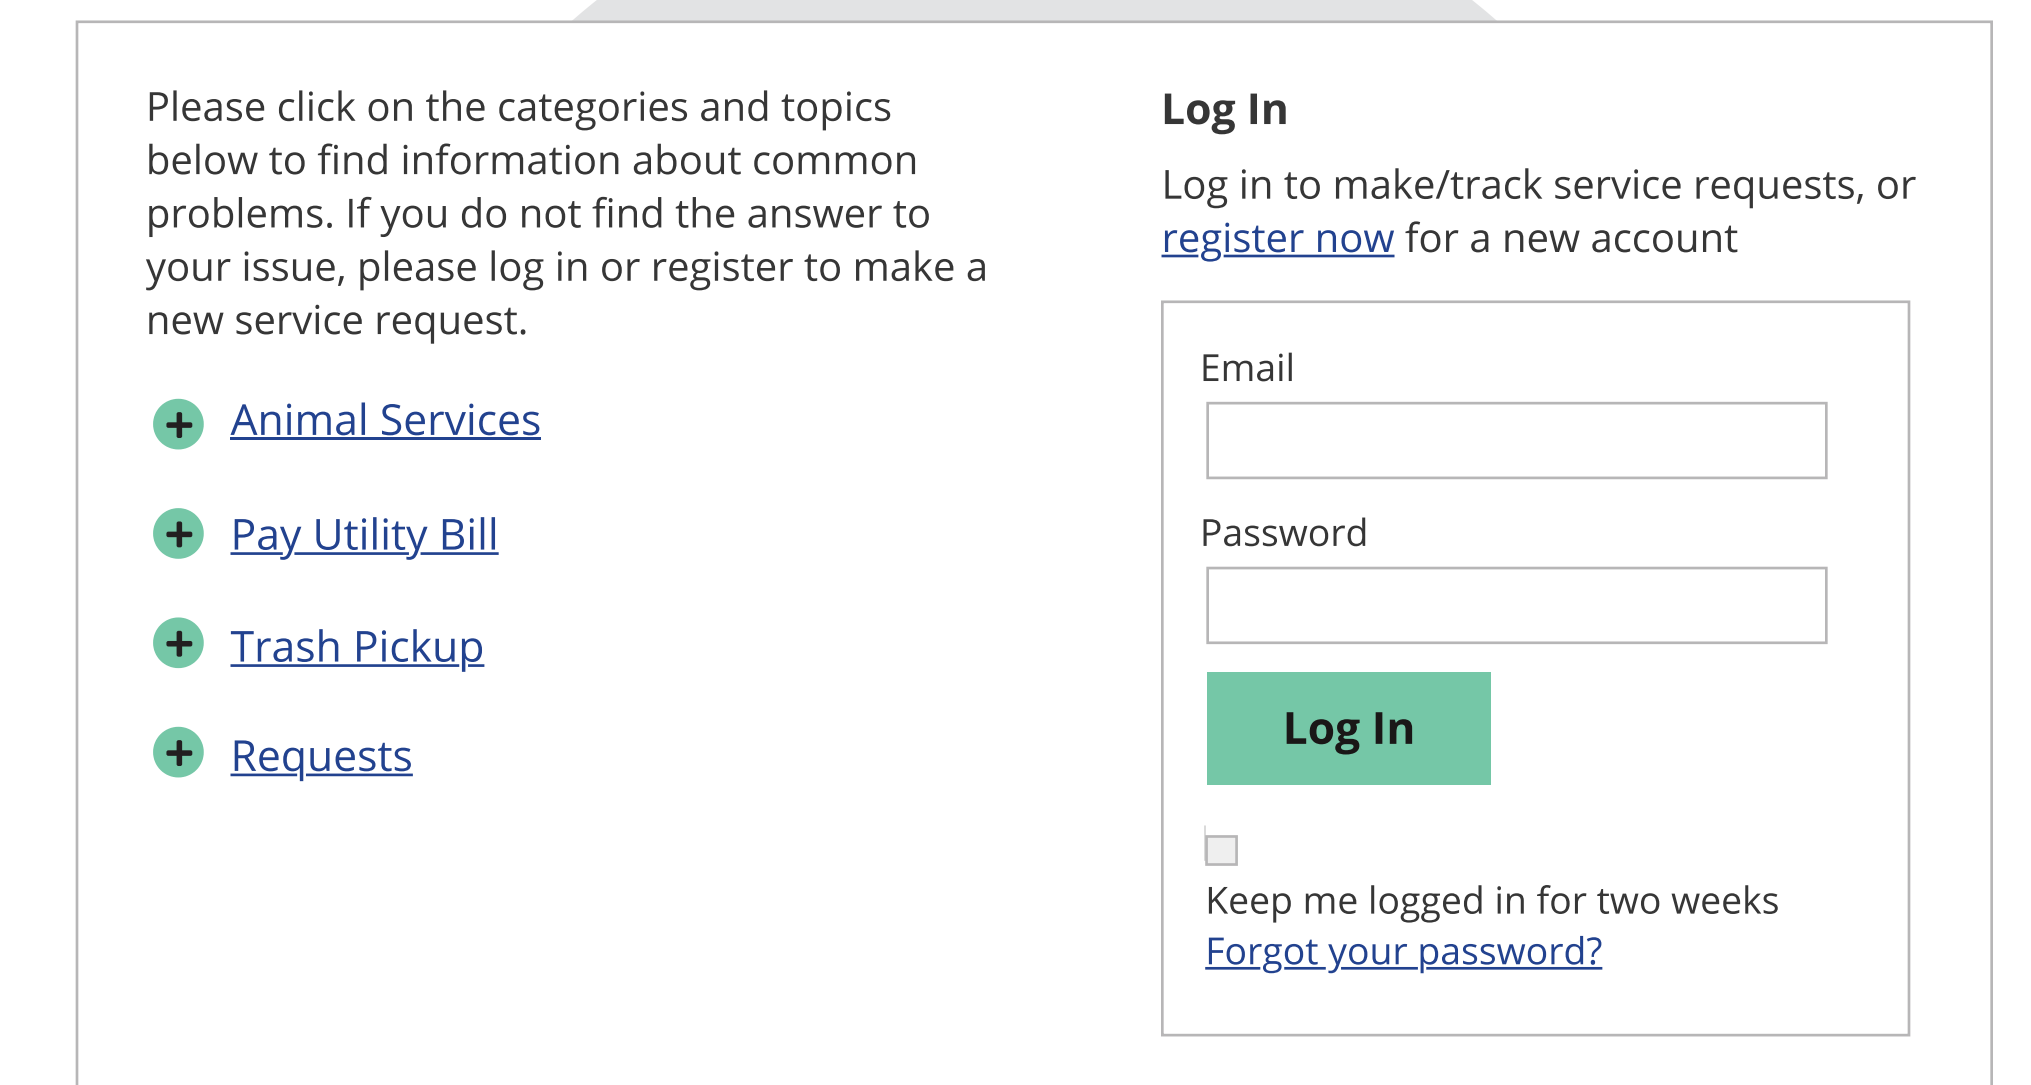 Please click on the categories and topics
below to find information about common
problems. If you do not find the answer to
your issue, please log in or register to make a
new service request.
Animal Services
Pay Utility Bill
Trash Pickup
Requests
Log In
Log in to make/track service requests, or
register now for a new account
Email
Password
Log In
Keep me logged in for two weeks
Forgot your password?